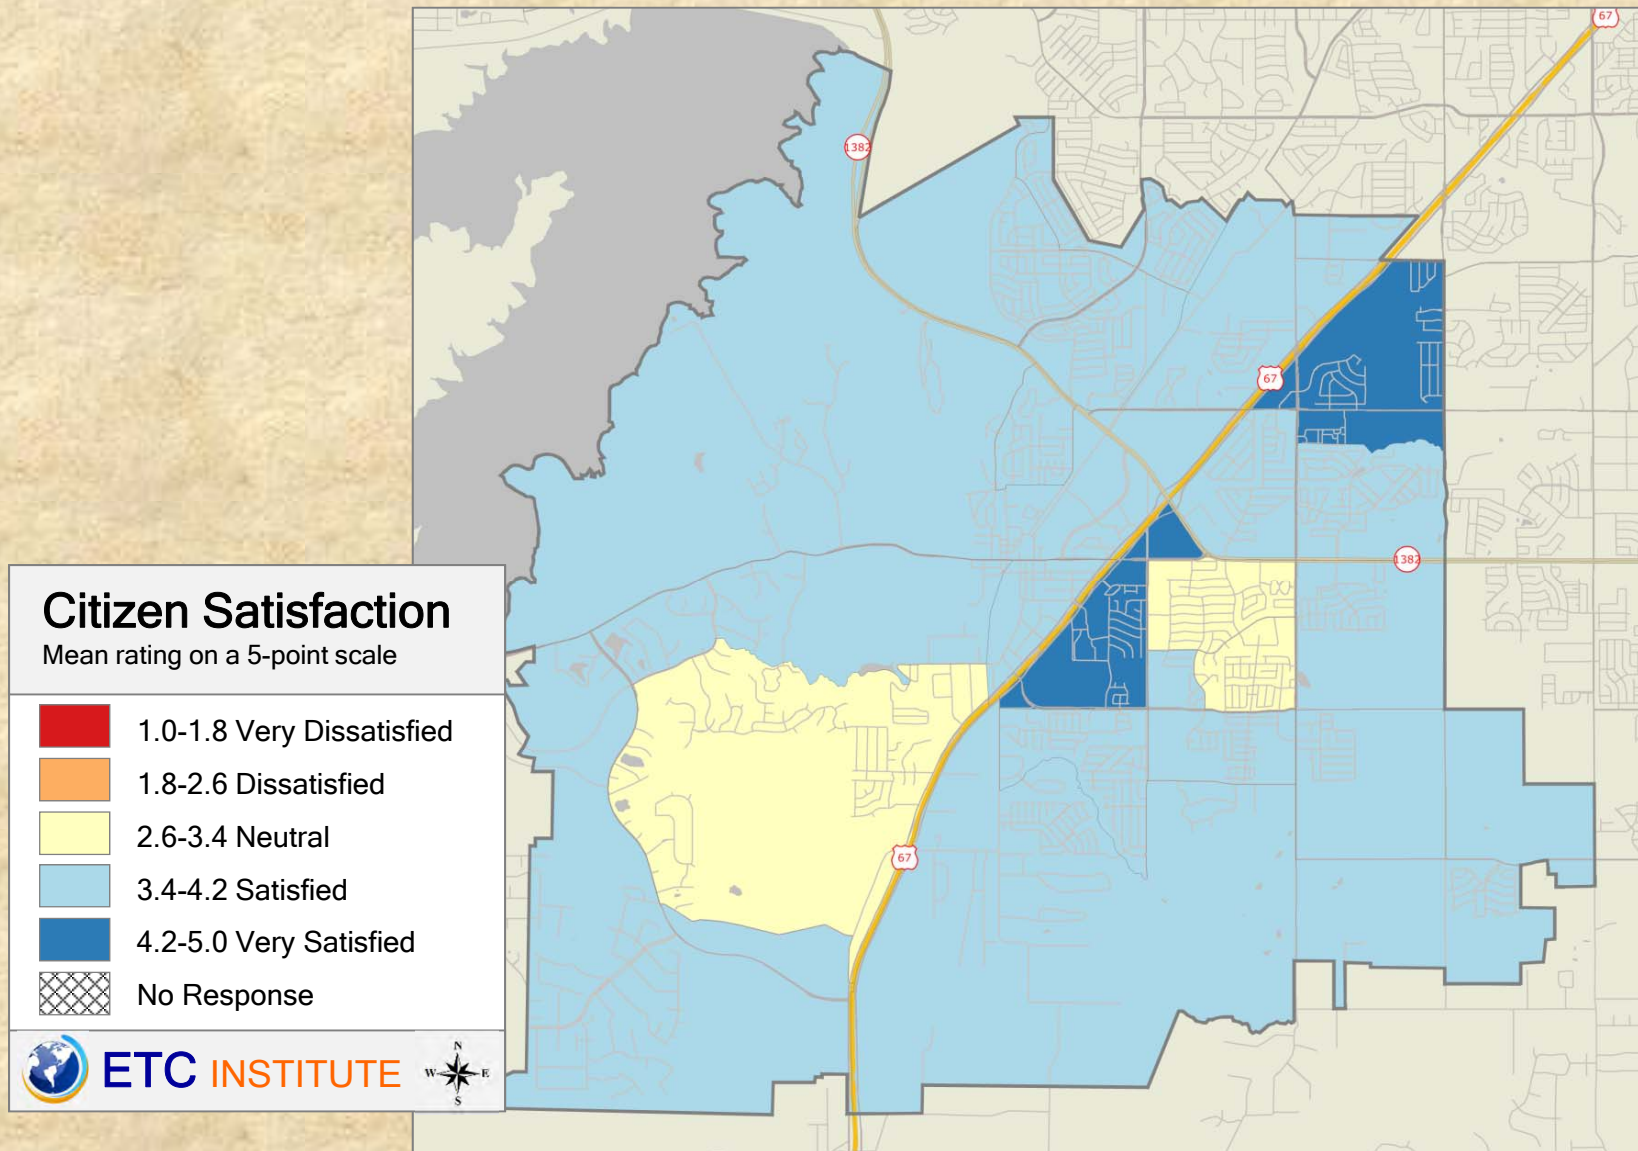 67
1382
67
1382
67
Citizen Satisfaction
Mean rating on a 5-point scale
1.0-1.8 Very Dissatisfied
1.8-2.6 Dissatisfied
2.6-3.4 Neutral
3.4-4.2 Satisfied
4.2-5.0 Very Satisfied
No Response
ETC INSTITUTE
N
W E
S